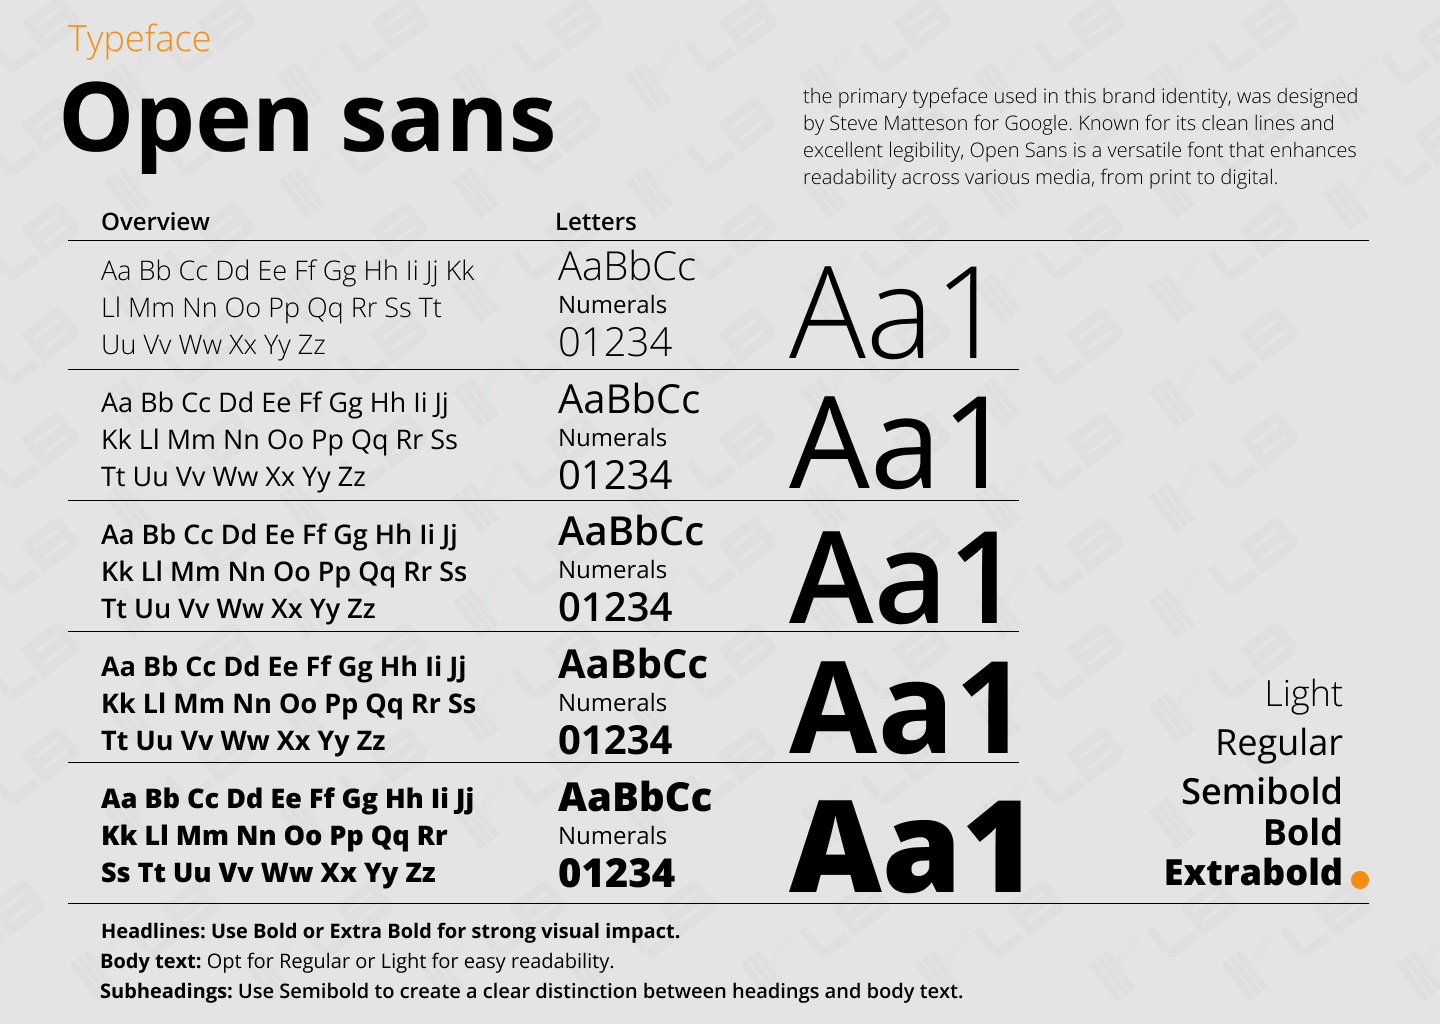 Typeface
Open sans
the primary typeface used in this brand identity, was designed
by Steve Matteson for Google. Known for its clean lines and
excellent legibility, Open Sans is a versatile font that enhances
readability across various media, from print to digital.
Overview
Letters
Aa Bb Cc Dd Ee Ff Gg Hh Ii Jj Kk
Ll Mm Nn Oo Pp Qq Rr Ss Tt
Uu Vv Ww Xx Yy Zz
AaBbCc
Numerals
01234
Aa1
Aa Bb Cc Dd Ee Ff Gg Hh Ii Jj
Kk Ll Mm Nn Oo Pp Qq Rr Ss
Tt Uu Vv Ww Xx Yy Zz
AaBbCc
Numerals
01234
Aa1
Aa Bb Cc Dd Ee Ff Gg Hh Ii Jj
Kk Ll Mm Nn Oo Pp Qq Rr Ss
Tt Uu Vv Ww Xx Yy Zz
AaBbCc
Numerals
01234
Aa1
Aa Bb Cc Dd Ee Ff Gg Hh Ii Jj
Kk Ll Mm Nn Oo Pp Qq Rr Ss
Tt Uu Vv Ww Xx Yy Zz
AaBbCc
Numerals
01234
Aa1
Aa Bb Cc Dd Ee Ff Gg Hh Ii Jj
Kk Ll Mm Nn Oo Pp Qq Rr
Ss Tt Uu Vv Ww Xx Yy Zz
AaBbCc
Numerals
01234
Aa1
Light
Regular
Semibold
Bold
Extrabold
Headlines: Use Bold or Extra Bold for strong visual impact.
Body text: Opt for Regular or Light for easy readability.
Subheadings: Use Semibold to create a clear distinction between headings and body text.